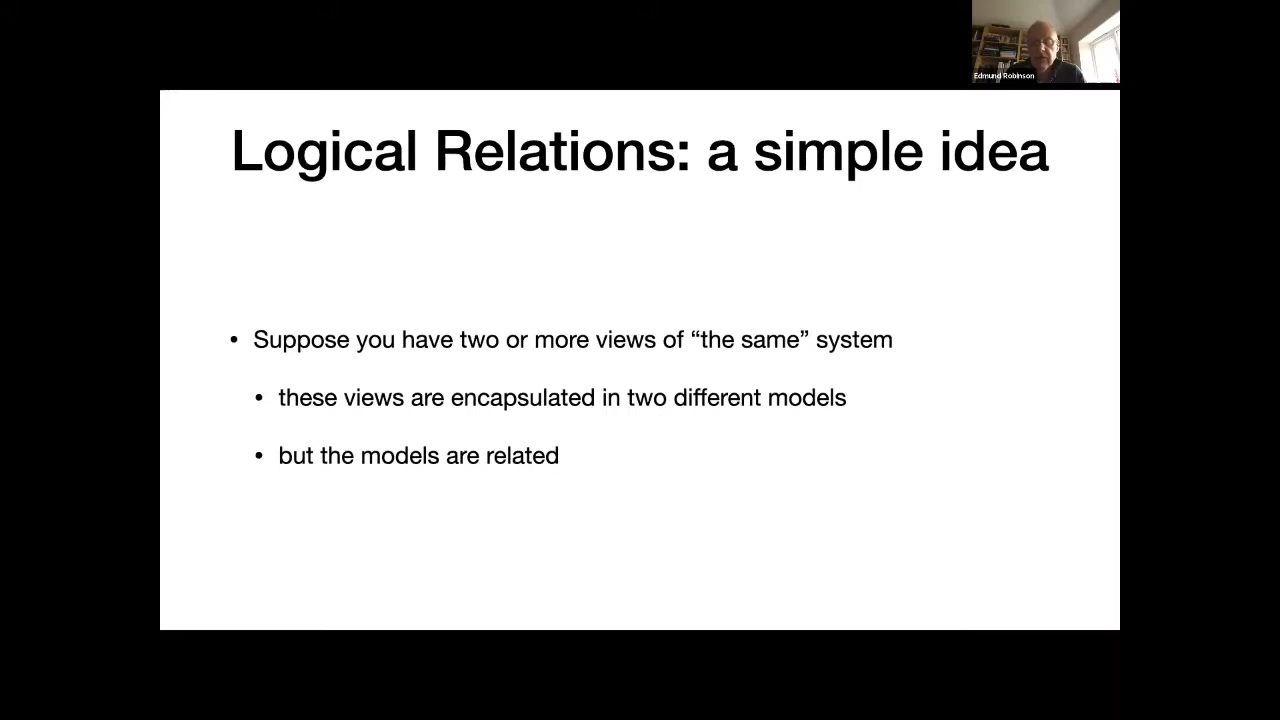 Edmund Robinson
Logical Relations: a simple idea
• Suppose you have two or more views of “the same” system
• these views are encapsulated in two different models
• but the models are related